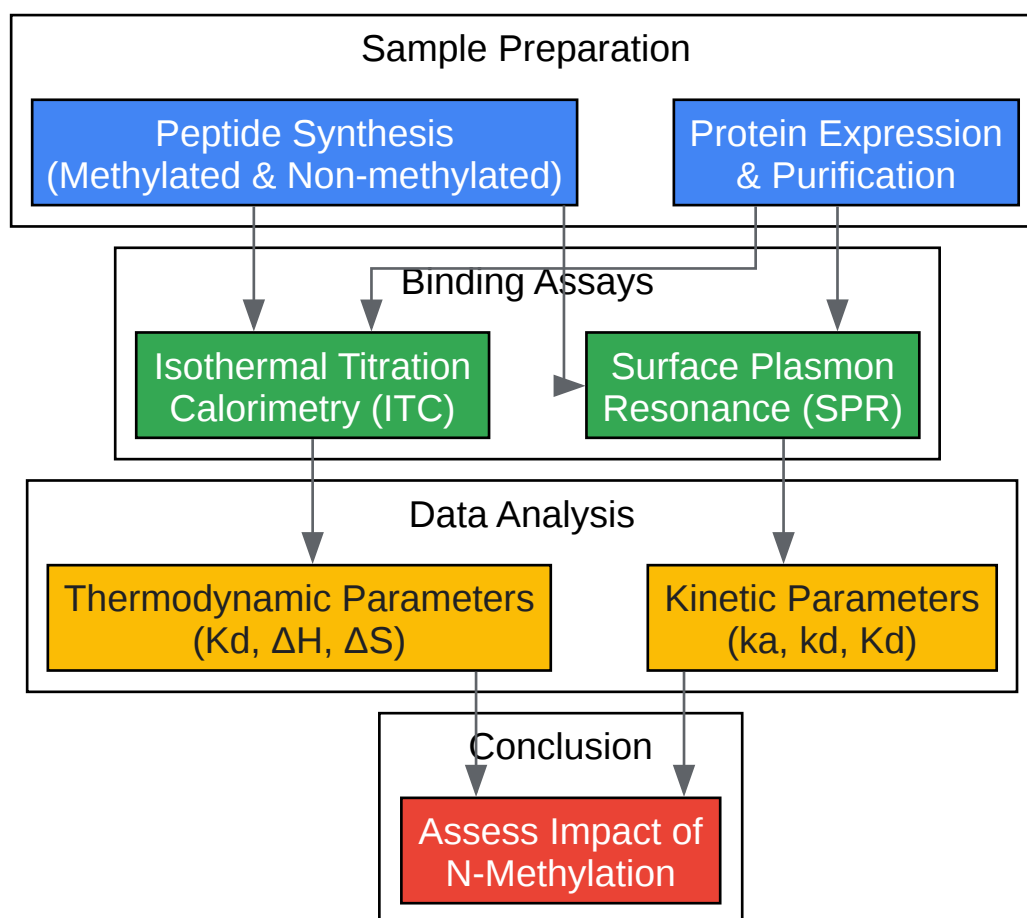 Sample Preparation
Peptide Synthesis
(Methylated & Non-methylated)
Protein Expression
& Purification
Binding Assays
Isothermal Titration
Calorimetry (ITC)
Surface Plasmon
Resonance (SPR)
Data Analysis
Thermodynamic Parameters
(Kd, ΔH, ΔS)
Kinetic Parameters
(ka, kd, Kd)
Conclusion
Assess Impact of
N-Methylation